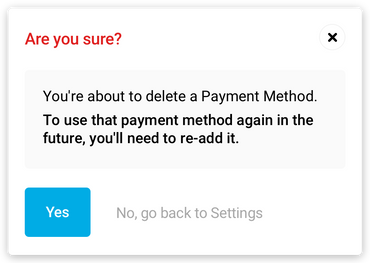 Are you sure?
You're about to delete a Payment Method.
To use that payment method again in the
future, you'll need to re-add it.
Yes
No, go back to Settings